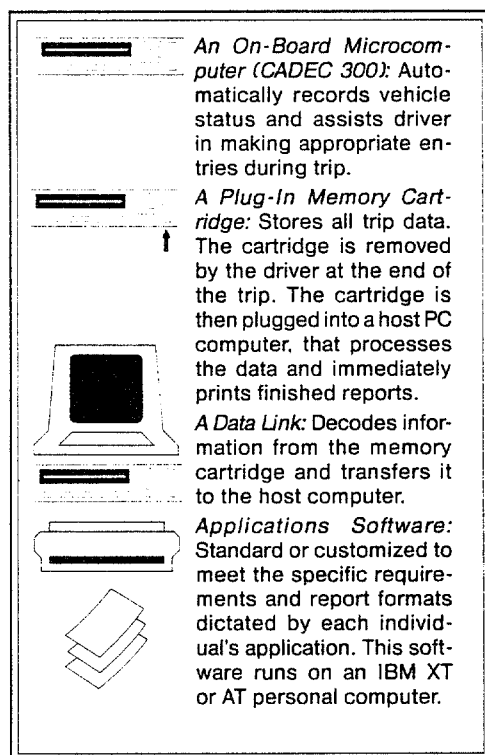 An On-Board Microcom-
puter (CADEC 300): Auto-
matically records vehicle
status and assists driver
in making appropriate en-
tries during trip.
A Plug-In Memory Cart-
ridge: Stores all trip data.
The cartridge is removed
by the driver at the end of
the trip. The cartridge is
then plugged into a host PC
computer, that processes
the data and immediately
prints finished reports.
A Data Link: Decodes infor-
mation from the memory
cartridge and transfers it
to the host computer.
Applications Software:
Standard or customized to
meet the specific require-
ments and report formats
dictated by each individ-
ual's application. This soft-
ware runs on an IBM XT
or AT personal computer.